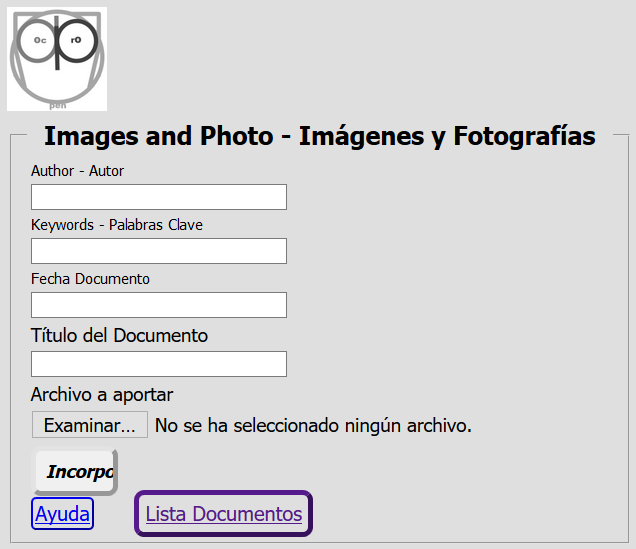 Oc rO
pen
Images and Photo - Imágenes y Fotografías
Author - Autor
Keywords - Palabras Clave
Fecha Documento
Título del Documento
Archivo a aportar
Examinar... No se ha seleccionado ningún archivo.
Incorpo
Ayuda Lista Documentos